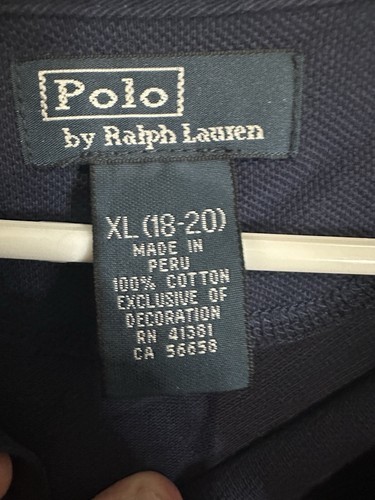 Polo
by Ralph Lauren
XL (18-20)
MADE IN
PERU
100% COTTON
EXCLUSIVE OF
DECORATION
RN 41381
CA 56658